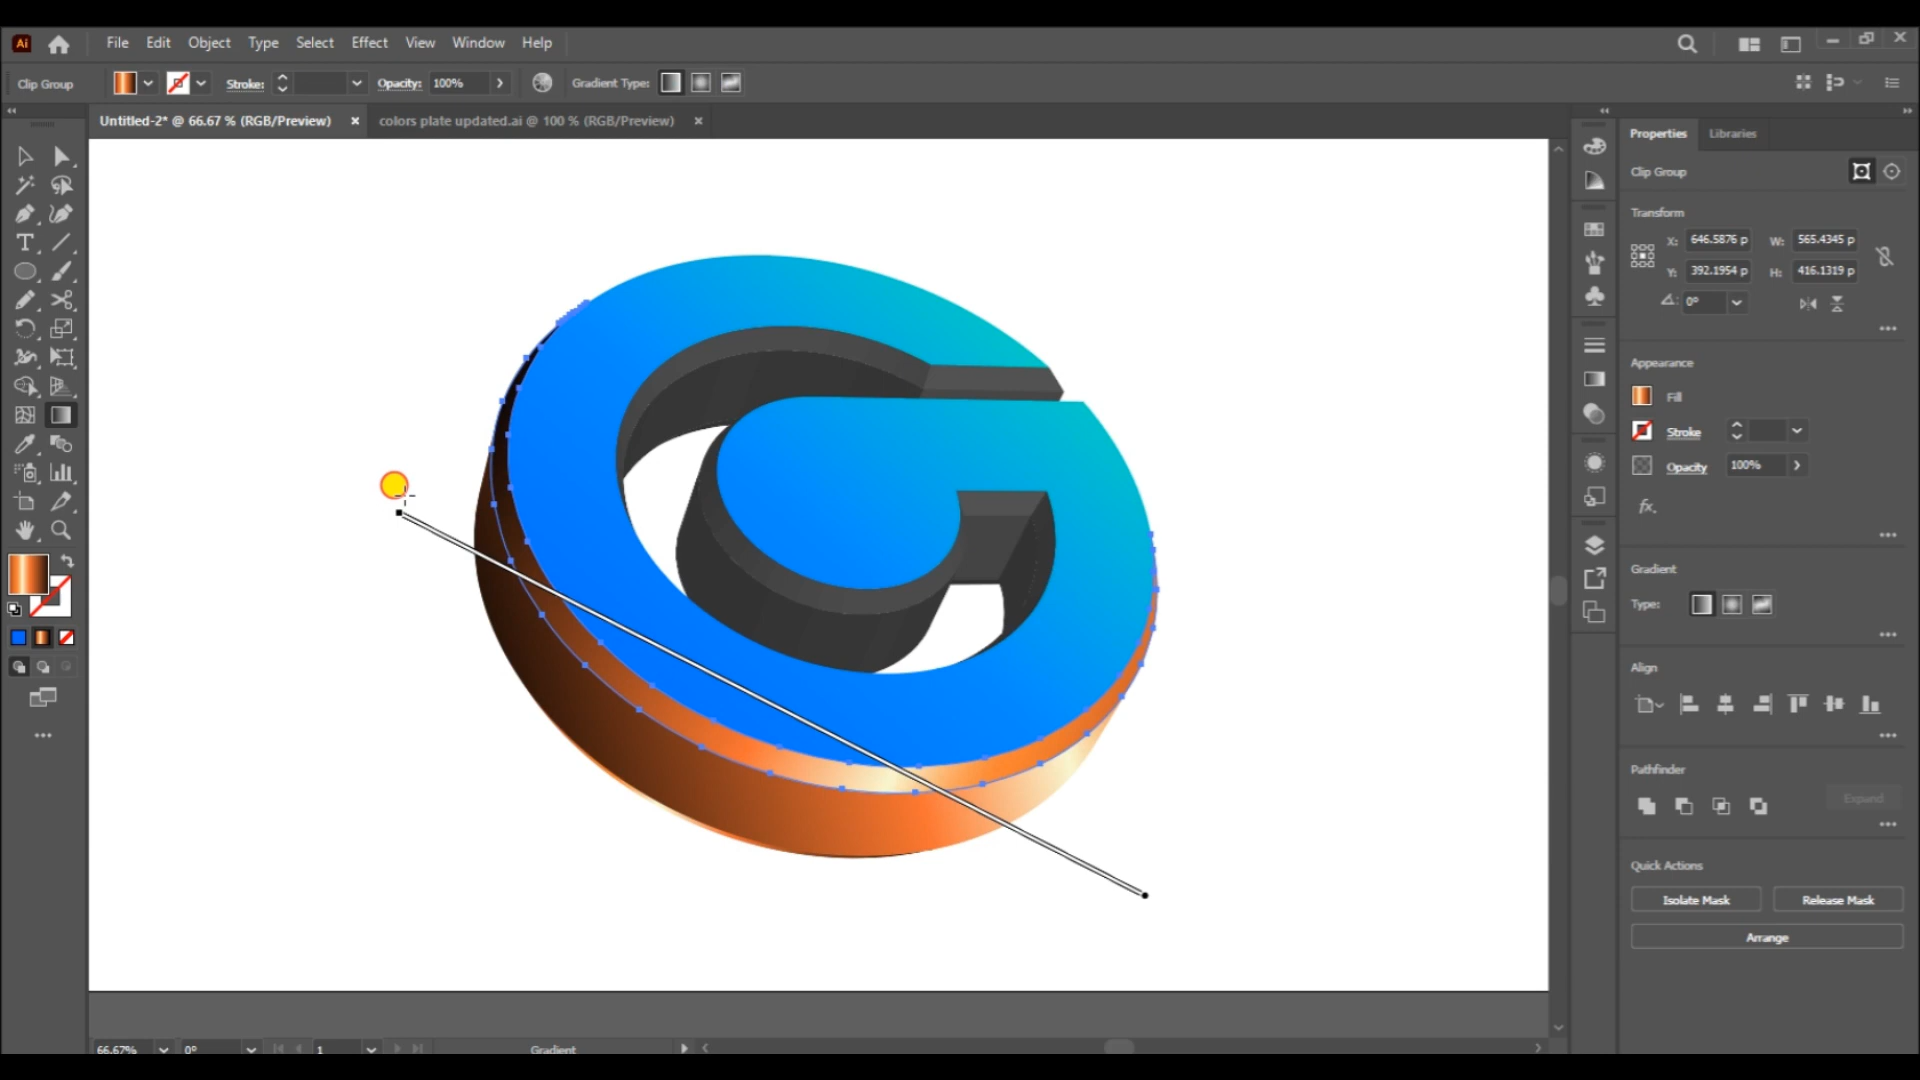 Ai File Edit Object Type Select Effect View Window Help
Clip Group Stroke: Opacity: 100% Gradient Type:
Untitled-2* @ 66.67 % (RGB/Preview) × colors plate updated.ai @ 100 % (RGB/Preview) ×
Properties Libraries
Clip Group
Transform
X: 646.5876 p W: 565.4345 p
Y: 392.1954 p H: 416.1319 p
0°
Appearance
Fill
Stroke
Opacity 100%
fx.
Gradient
Type:
Align
Pathfinder
Expand
Quick Actions
Isolate Mask Release Mask
Arrange
66.67% 0° 1 Gradient